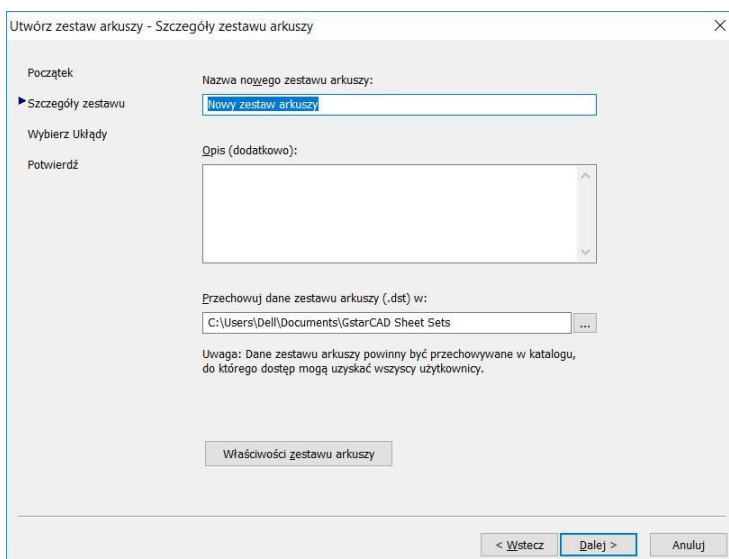 Utwórz zestaw arkuszy - Szczegóły zestawu arkuszy
Początek
Szczegóły zestawu
Wybierz Układy
Potwierdź
Nazwa nowego zestawu arkuszy:
Nowy zestaw arkuszy
Opis (dodatkowo):
Przechowuj dane zestawu arkuszy (.dst) w:
C:\Users\Dell\Documents\GstarCAD Sheet Sets
...
Uwaga: Dane zestawu arkuszy powinny być przechowywane w katalogu,
do którego dostęp mogą uzyskać wszyscy użytkownicy.
Właściwości zestawu arkuszy
< Wstecz
Dalej >
Anuluj